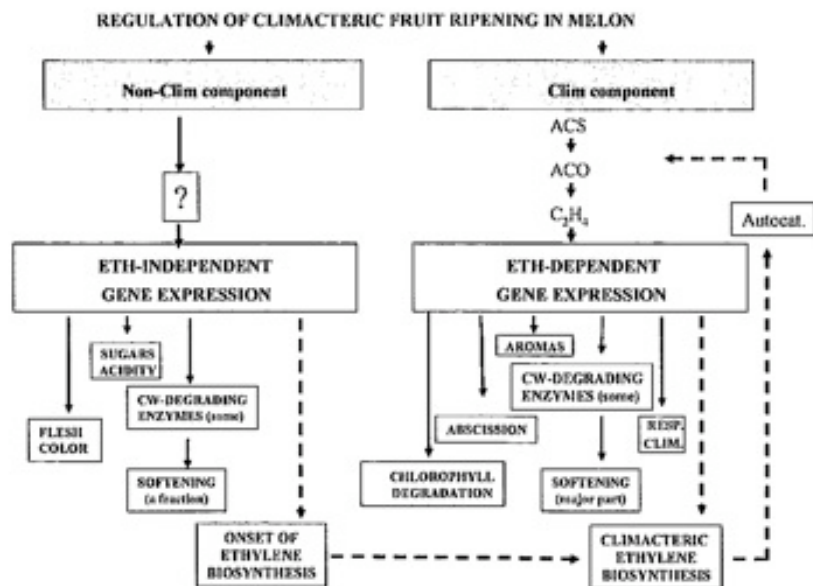 REGULATION OF CLIMACTERIC FRUIT RIPENING IN MELON
Non-Clim component
Clim component
ACS
ACO
C₂H₄
?
Autocat.
ETH-INDEPENDENT
GENE EXPRESSION
ETH-DEPENDENT
GENE EXPRESSION
SUGARS
ACIDITY
AROMAS
CW-DEGRADING
ENZYMES (some)
CW-DEGRADING
ENZYMES (some)
FLESH
COLOR
ABSCISSION
RESP.
CLIM.
SOFTENING
(a fraction)
CHLOROPHYLL
DEGRADATION
SOFTENING
(major part)
ONSET OF
ETHYLENE
BIOSYNTHESIS
CLIMACTERIC
ETHYLENE
BIOSYNTHESIS